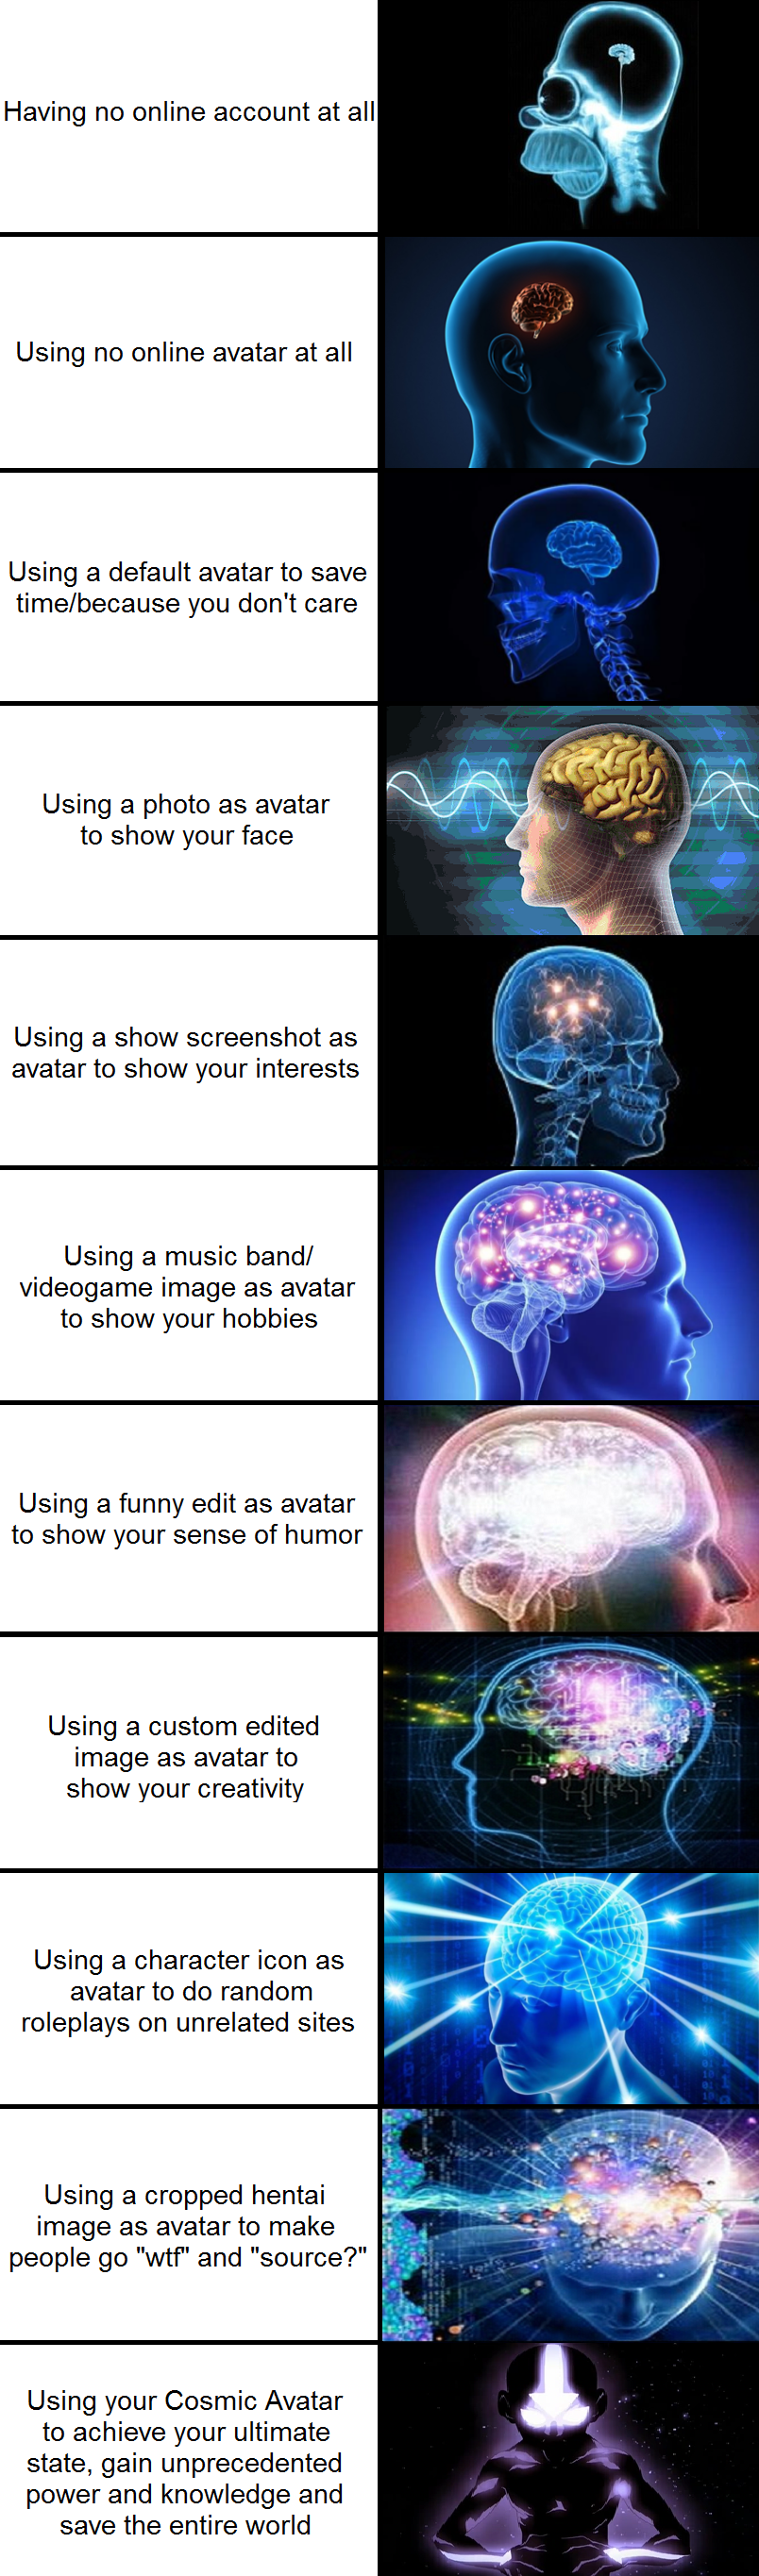 Having no online account at all
Using no online avatar at all
Using a default avatar to save
time/because you don't care
Using a photo as avatar
to show your face
Using a show screenshot as
avatar to show your interests
Using a music band/
videogame image as avatar
to show your hobbies
Using a funny edit as avatar
to show your sense of humor
Using a custom edited
image as avatar to
show your creativity
Using a character icon as
avatar to do random
roleplays on unrelated sites
Using a cropped hentai
image as avatar to make
people go "wtf" and "source?"
Using your Cosmic Avatar
to achieve your ultimate
state, gain unprecedented
power and knowledge and
save the entire world